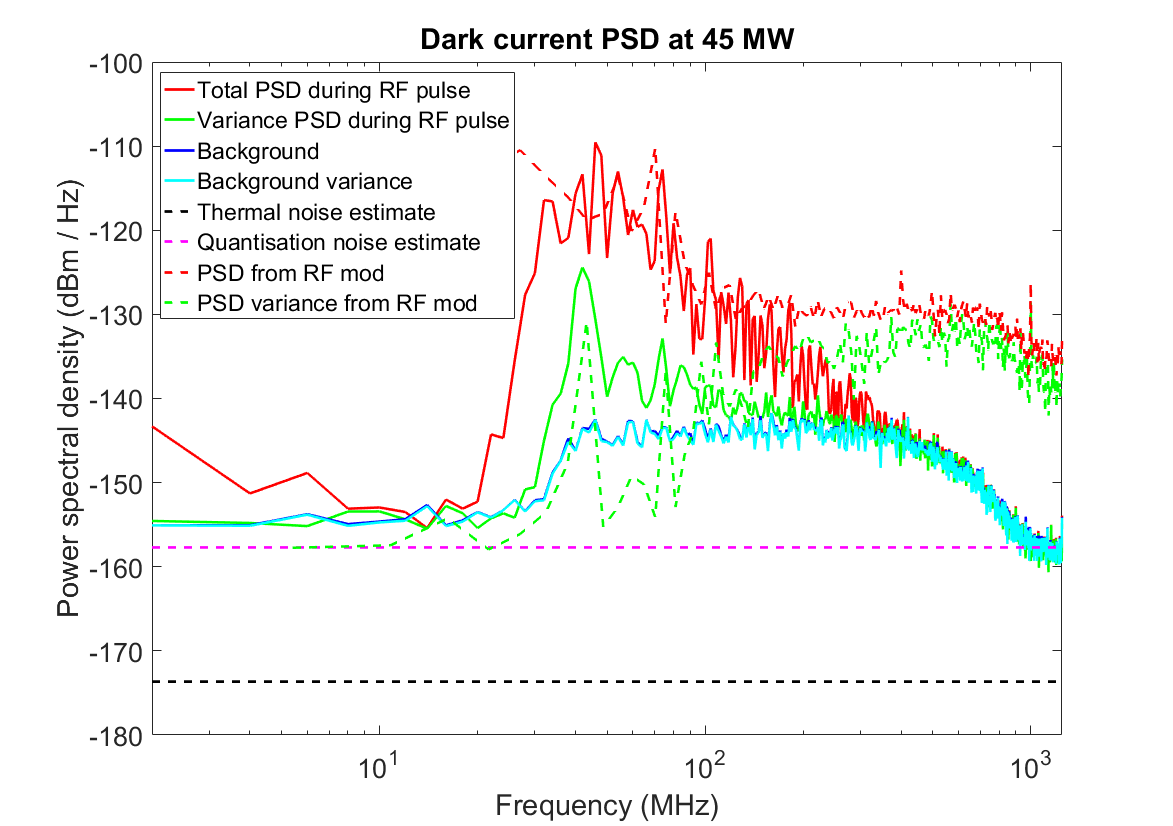 Dark current PSD at 45 MW
-100
-110
-120
-130
-140
-150
-160
-170
-180
Power spectral density (dBm / Hz)
Total PSD during RF pulse
Variance PSD during RF pulse
Background
Background variance
Thermal noise estimate
Quantisation noise estimate
PSD from RF mod
PSD variance from RF mod
10^1 10^2 10^3
Frequency (MHz)